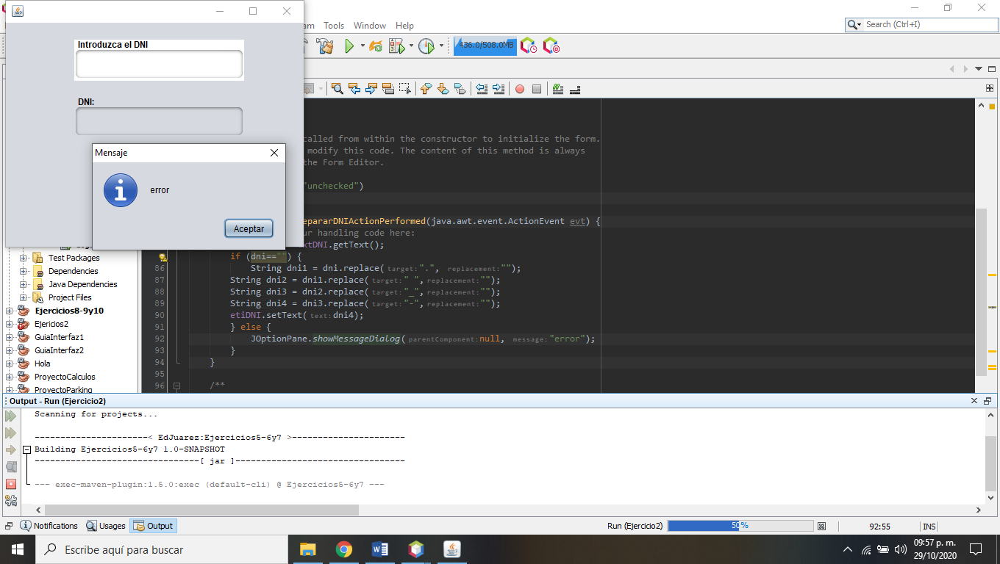 am Tools Window Help
Search (Ctrl+I)
436.0/508.0MB
Introduzca el DNI
DNI:
Mensaje
error
Aceptar
called from within the constructor to initialize the form.
modify this code. The content of this method is always
the Form Editor.
"unchecked")
epararDNIActionPerformed(java.awt.event.ActionEvent evt) {
ur handling code here:
xtDNI.getText();
if (dni=="") {
86 String dni1 = dni.replace(target:".", replacement:"");
87 String dni2 = dni1.replace(target:" ",replacement:"");
88 String dni3 = dni2.replace(target:"_",replacement:"");
89 String dni4 = dni3.replace(target:"-",replacement:"");
90 etiDNI.setText(text:dni4);
91 } else {
92 JOptionPane.showMessageDialog(parentComponent:null, message:"error");
93 }
94 }
95
96 /**
Test Packages
Dependencies
Java Dependencies
Project Files
Ejercicios8-9y10
Ejericios2
GuiaInterfaz1
GuiaInterfaz2
Hola
ProyectoCalculos
ProyectoParking
Output - Run (Ejercicio2)
Scanning for projects...
----------------------< EdJuarez:Ejercicios5-6y7 >----------------------
Building Ejercicios5-6y7 1.0-SNAPSHOT
--------------------------------[ jar ]---------------------------------
--- exec-maven-plugin:1.5.0:exec (default-cli) @ Ejercicios5-6y7 ---
Notifications Usages Output
Run (Ejercicio2) 50% 92:55 INS
Escribe aquí para buscar
09:57 p. m.
29/10/2020